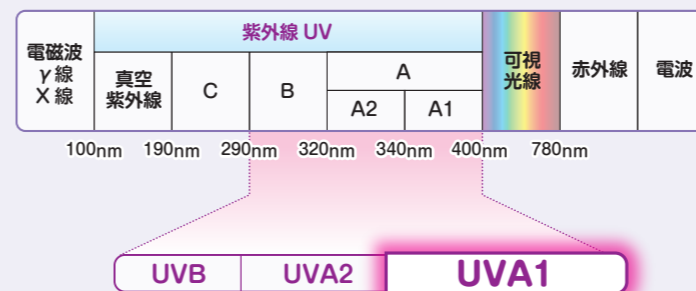 紫外線 UV
電磁波
γ線
X線
真空
紫外線
C
B
A
A2
A1
可視
光線
赤外線
電波
100nm 190nm 290nm 320nm 340nm 400nm 780nm
UVB UVA2 UVA1